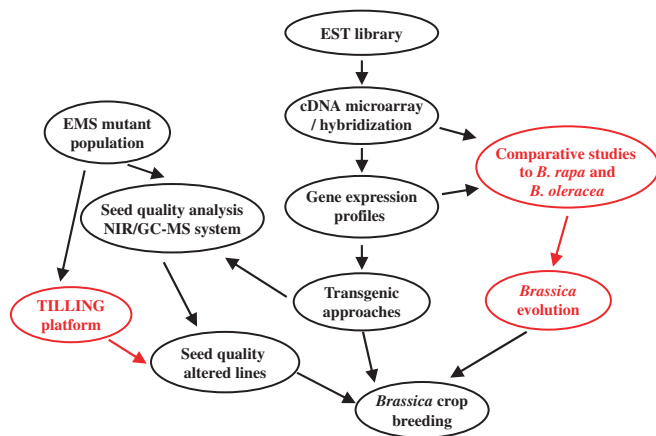 EST library
cDNA microarray
/ hybridization
EMS mutant
population
Comparative studies
to B. rapa and
B. oleracea
Gene expression
profiles
Seed quality analysis
NIR/GC-MS system
TILLING
platform
Transgenic
approaches
Brassica
evolution
Seed quality
altered lines
Brassica crop
breeding